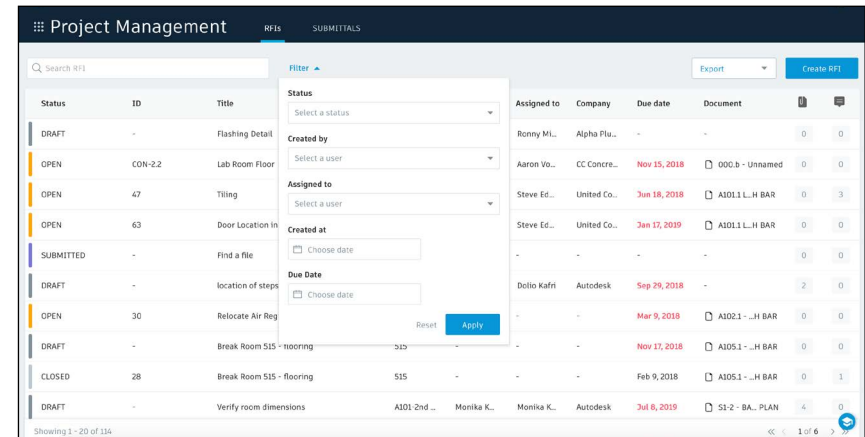 Project Management RFIs SUBMITTALS
Search RFI Filter Export Create RFI
Status ID Title Assigned to Company Due date Document
Status
Select a status
Created by
Select a user
Assigned to
Select a user
Created at
Choose date
Due Date
Choose date
Reset Apply
DRAFT - Flashing Detail Ronny Mi... Alpha Plu... - - 0 0
OPEN CON-2.2 Lab Room Floor Aaron Vo... CC Concre... Nov 15, 2018 000.b - Unnamed 0 0
OPEN 47 Tiling Steve Ed... United Co... Jun 18, 2018 A101.1 L...H BAR 0 3
OPEN 63 Door Location in Steve Ed... United Co... Jan 17, 2019 A101.1 L...H BAR 0 0
SUBMITTED - Find a file - - - - 0 0
DRAFT - location of steps Dolio Kafri Autodesk Sep 29, 2018 - 2 0
OPEN 30 Relocate Air Reg - - Mar 9, 2018 A102.1 - ...H BAR 0 0
DRAFT - Break Room 515 - flooring 515 - - - Nov 17, 2018 A105.1 - ...H BAR 0 0
CLOSED 28 Break Room 515 - flooring 515 - - - Feb 9, 2018 A105.1 - ...H BAR 0 1
DRAFT - Verify room dimensions A101-2nd ... Monika K... Monika K... Autodesk Jul 8, 2019 S1-2 - BA... PLAN 4 0
Showing 1 - 20 of 114 1 of 6